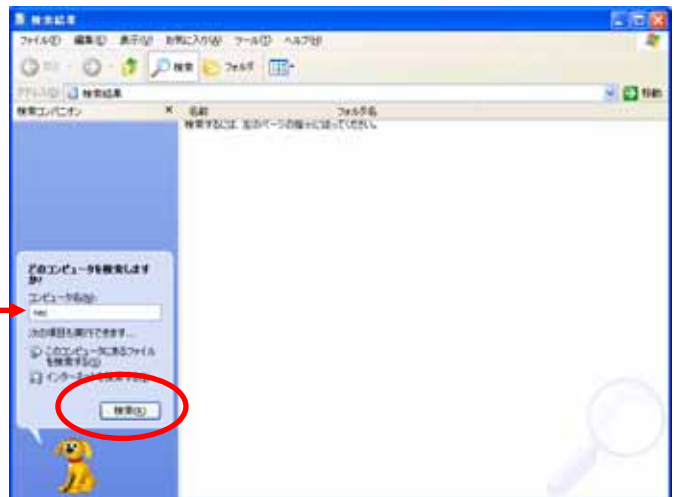 検索結果
ファイル(F) 編集(E) 表示(V) お気に入り(A) ツール(T) ヘルプ(H)
検索 フォルダ
検索結果 移動
検索コンパニオン × 名前 フォルダ名
検索するには、左のページの指示に従ってください。
どのコンピュータを検索しますか?
コンピュータ名(M):
次の項目も実行できます...
このコンピュータにあるファイルを検索する(S)
検索(R)